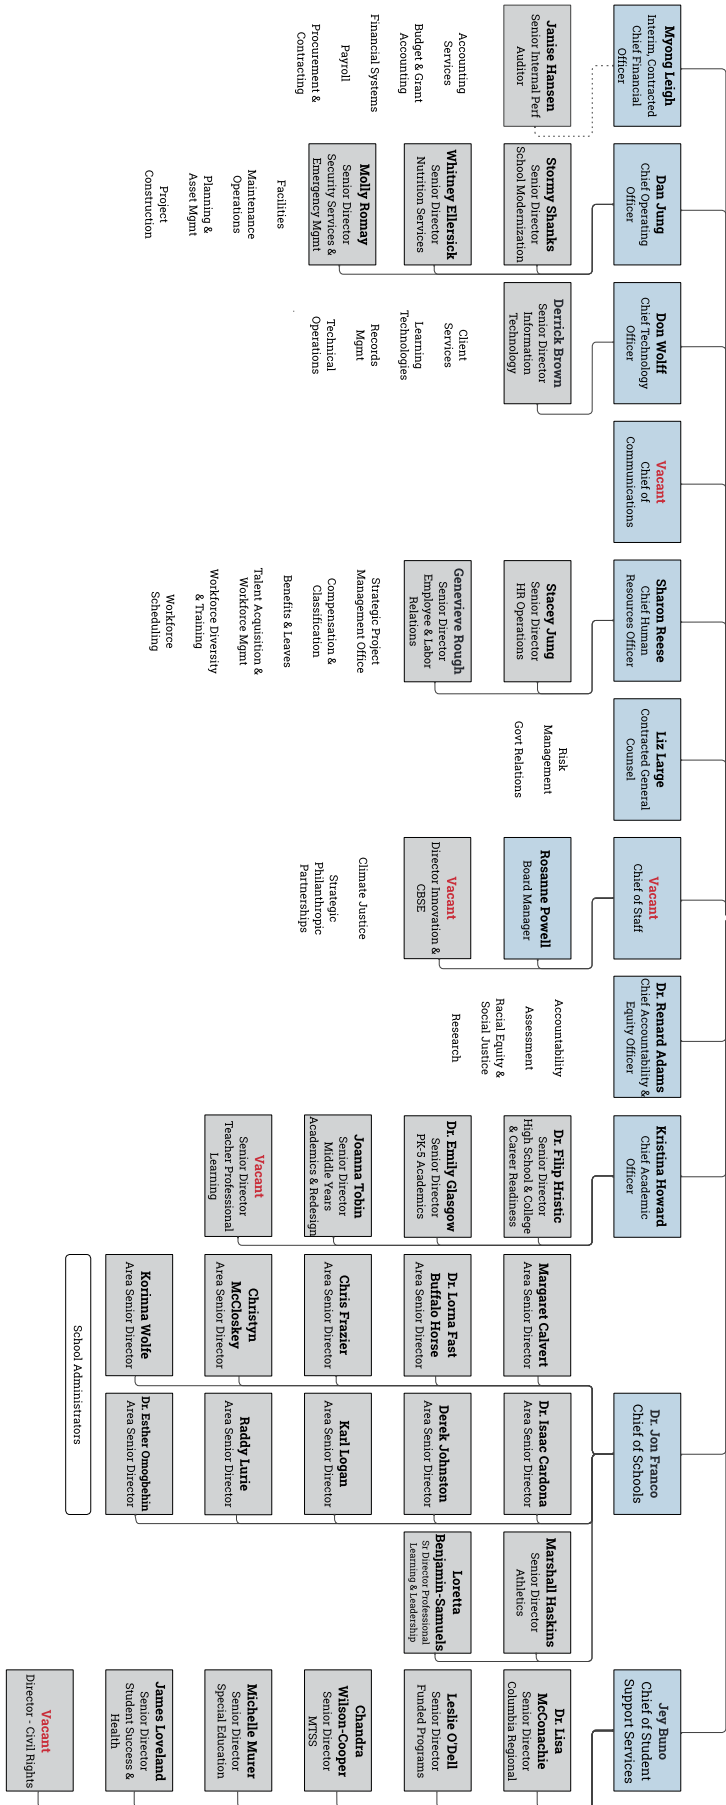 Myong Leigh
Interim, Contracted
Chief Financial
Officer
Janise Hansen
Senior Internal Perf
Auditor
Accounting
Services
Budget & Grant
Accounting
Financial Systems
Payroll
Procurement &
Contracting
Dan Jung
Chief Operating
Officer
Stormy Shanks
Senior Director
School Modernization
Whitney Ellersick
Senior Director
Nutrition Services
Molly Romay
Senior Director
Security Services &
Emergency Mgmt
Facilities
Maintenance
Operations
Planning &
Asset Mgmt
Project
Construction
Don Wolff
Chief Technology
Officer
Derrick Brown
Senior Director
Information
Technology
Client
Services
Learning
Technologies
Records
Mgmt
Technical
Operations
Vacant
Chief of
Communications
Sharon Reese
Chief Human
Resources Officer
Stacey Jung
Senior Director
HR Operations
Genevieve Rough
Senior Director
Employee & Labor
Relations
Strategic Project
Management Office
Compensation &
Classification
Benefits & Leaves
Talent Acquisition &
Workforce Mgmt
Workforce Diversity
& Training
Workforce
Scheduling
Liz Large
Contracted General
Counsel
Risk
Management
Govt Relations
Vacant
Chief of Staff
Rosanne Powell
Board Manager
Vacant
Director Innovation &
CBSE
Climate Justice
Strategic
Philanthropic
Partnerships
Dr. Renard Adams
Chief Accountability &
Equity Officer
Accountability
Assessment
Racial Equity &
Social Justice
Research
Kristina Howard
Chief Academic
Officer
Dr. Filip Hristic
Senior Director
High School & College
& Career Readiness
Dr. Emily Glasgow
Senior Director
PK-5 Academics
Joanna Tobin
Senior Director
Middle Years
Academics & Redesign
Vacant
Senior Director
Teacher Professional
Learning
Dr. Jon Franco
Chief of Schools
Margaret Calvert
Area Senior Director
Dr. Lorna Fast
Buffalo Horse
Area Senior Director
Chris Frazier
Area Senior Director
Christyn
McCloskey
Area Senior Director
Korinna Wolfe
Area Senior Director
Dr. Isaac Cardona
Area Senior Director
Derek Johnston
Area Senior Director
Karl Logan
Area Senior Director
Raddy Lurie
Area Senior Director
Dr. Esther Omogbehin
Area Senior Director
School Administrators
Marshall Haskins
Senior Director
Athletics
Loretta
Benjamin-Samuels
Sr Director Professional
Learning & Leadership
Jey Buno
Chief of Student
Support Services
Dr. Lisa
McConachie
Senior Director
Columbia Regional
Leslie O'Dell
Senior Director
Funded Programs
Chandra
Wilson-Cooper
Senior Director
MTSS
Michelle Murer
Senior Director
Special Education
James Loveland
Senior Director
Student Success &
Health
Vacant
Director - Civil Rights